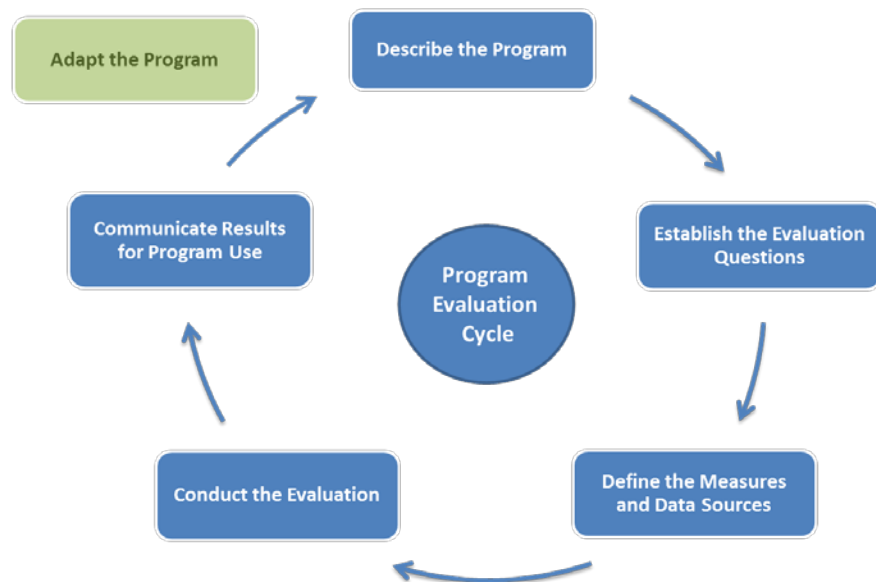 Adapt the Program
Describe the Program
Communicate Results
for Program Use
Establish the Evaluation
Questions
Program
Evaluation
Cycle
Conduct the Evaluation
Define the Measures
and Data Sources